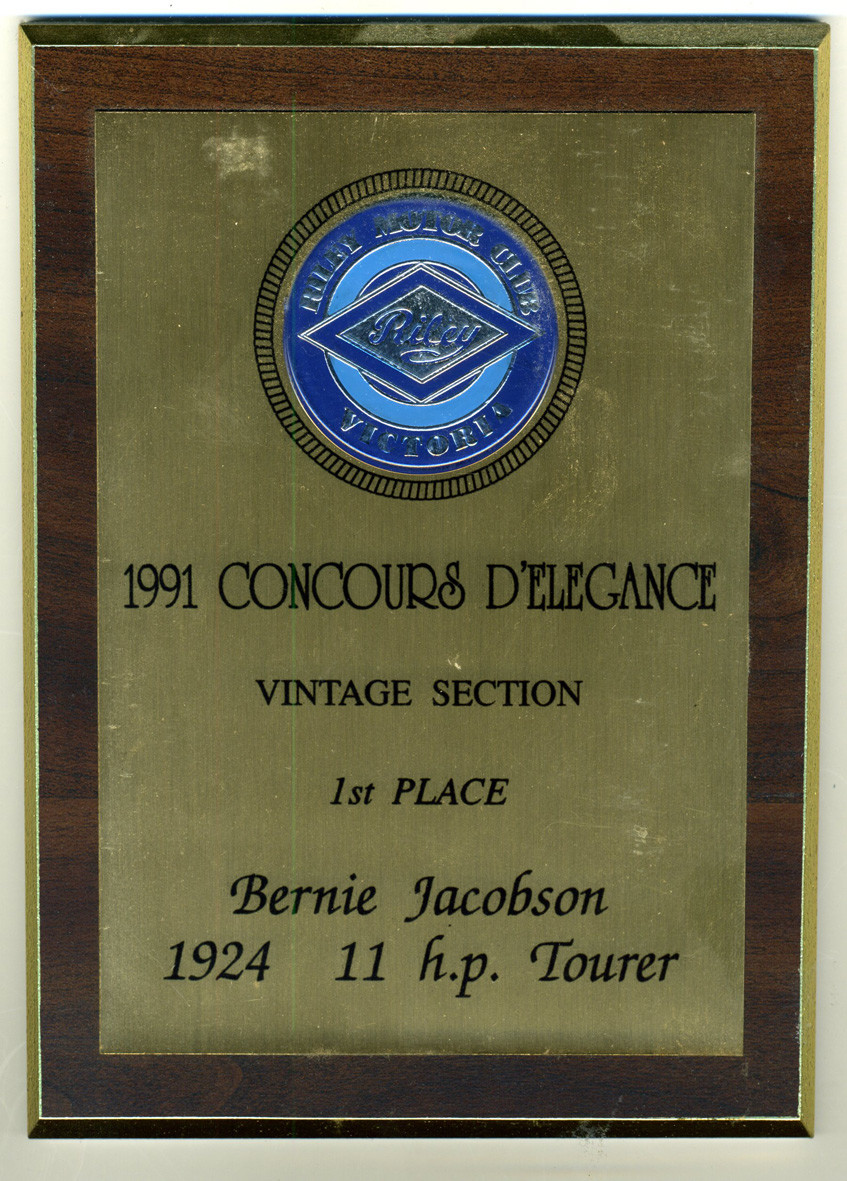 RILEY MOTOR CLUB
Riley
VICTORIA
1991 CONCOURS D'ELEGANCE
VINTAGE SECTION
1st PLACE
Bernie Jacobson
1924 11 h.p. Tourer